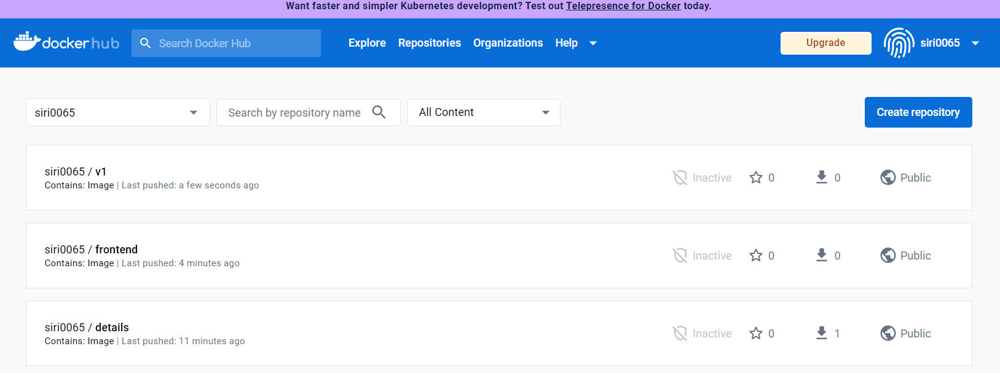 Want faster and simpler Kubernetes development? Test out Telepresence for Docker today.
dockerhub Search Docker Hub Explore Repositories Organizations Help Upgrade siri0065
siri0065 Search by repository name All Content Create repository
siri0065 / v1
Contains: Image | Last pushed: a few seconds ago
Inactive 0 0 Public
siri0065 / frontend
Contains: Image | Last pushed: 4 minutes ago
Inactive 0 0 Public
siri0065 / details
Contains: Image | Last pushed: 11 minutes ago
Inactive 0 1 Public